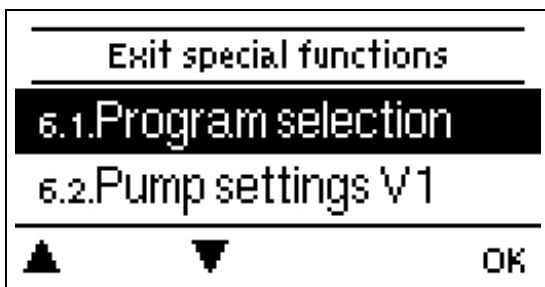 Exit special functions
6.1.Program selection
6.2.Pump settings V1
▲ ▼ OK